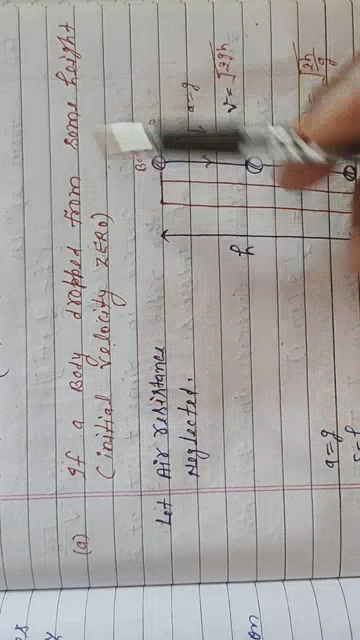 (a) If a Body dropped from some height
(initial velocity ZERO)
Let Air resistance
Neglected.
a=g
v=√2gh
h
√2h/g
a=g